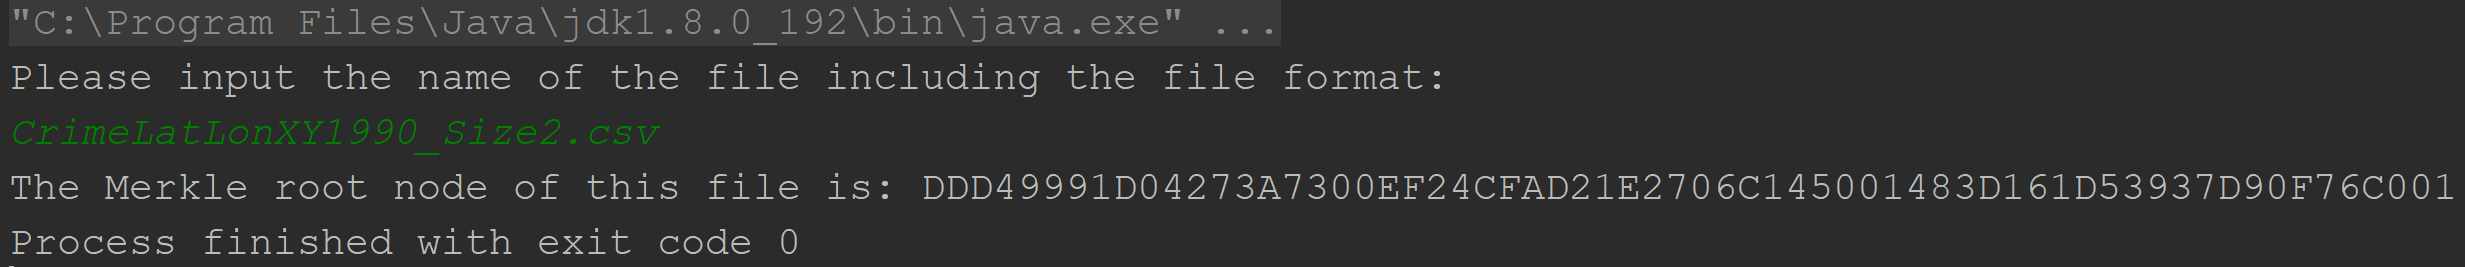 "C:\Program Files\Java\jdk1.8.0_192\bin\java.exe" ...
Please input the name of the file including the file format:
CrimeLatLonXY1990_Size2.csv
The Merkle root node of this file is: DDD49991D04273A7300EF24CFAD21E2706C145001483D161D53937D90F76C001
Process finished with exit code 0